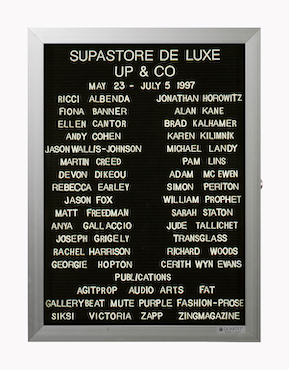 SUPASTORE DE LUXE
UP & CO
MAY 23 - JULY 5 1997
RICCI ALBENDA JONATHAN HOROWITZ
FIONA BANNER ALAN KANE
ELLEN CANTOR BRAD KALHAMER
ANDY COHEN KAREN KILIMNIK
JASON WALLIS-JOHNSON MICHAEL LANDY
MARTIN CREED PAM LINS
DEVON DIKEOU ADAM MC EWEN
REBECCA EARLEY SIMON PERITON
JASON FOX WILLIAM PROPHET
MATT FREEDMAN SARAH STATON
ANYA GALLACCIO JUDE TALLICHET
JOSEPH GRIGELY TRANSGLASS
RACHEL HARRISON RICHARD WOODS
GEORGIE HOPTON CERITH WYN EVANS
PUBLICATIONS
AGITPROP AUDIO ARTS FAT
GALLERYBEAT MUTE PURPLE FASHION-PROSE
SIKSI VICTORIA ZAPP ZINGMAGAZINE